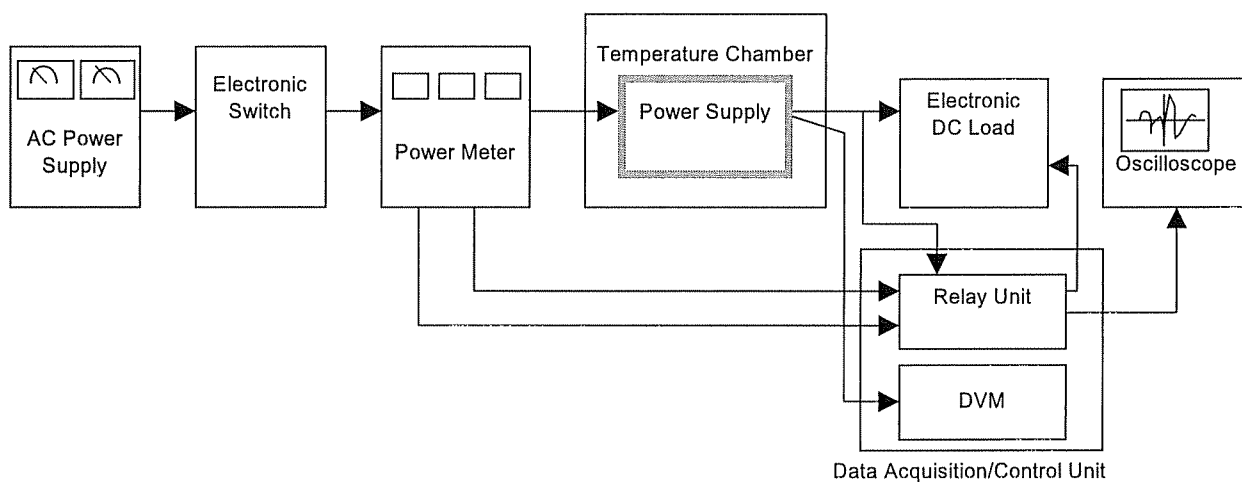 AC Power
Supply
Electronic
Switch
Power Meter
Temperature Chamber
Power Supply
Electronic
DC Load
Oscilloscope
Relay Unit
DVM
Data Acquisition/Control Unit